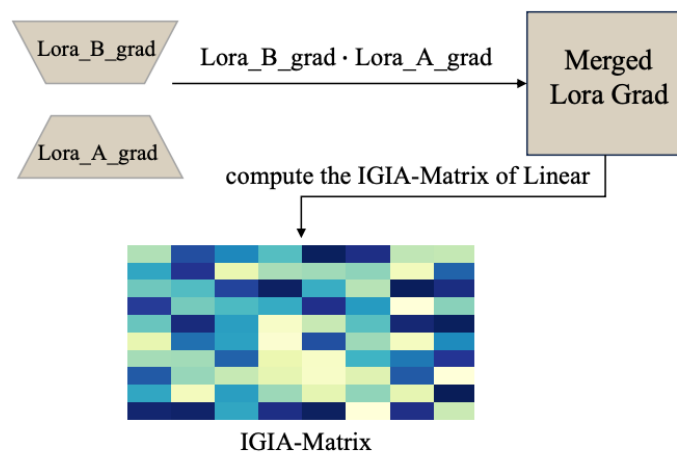 Lora_B_grad
Lora_B_grad · Lora_A_grad
Merged
Lora Grad
Lora_A_grad
compute the IGIA-Matrix of Linear
IGIA-Matrix